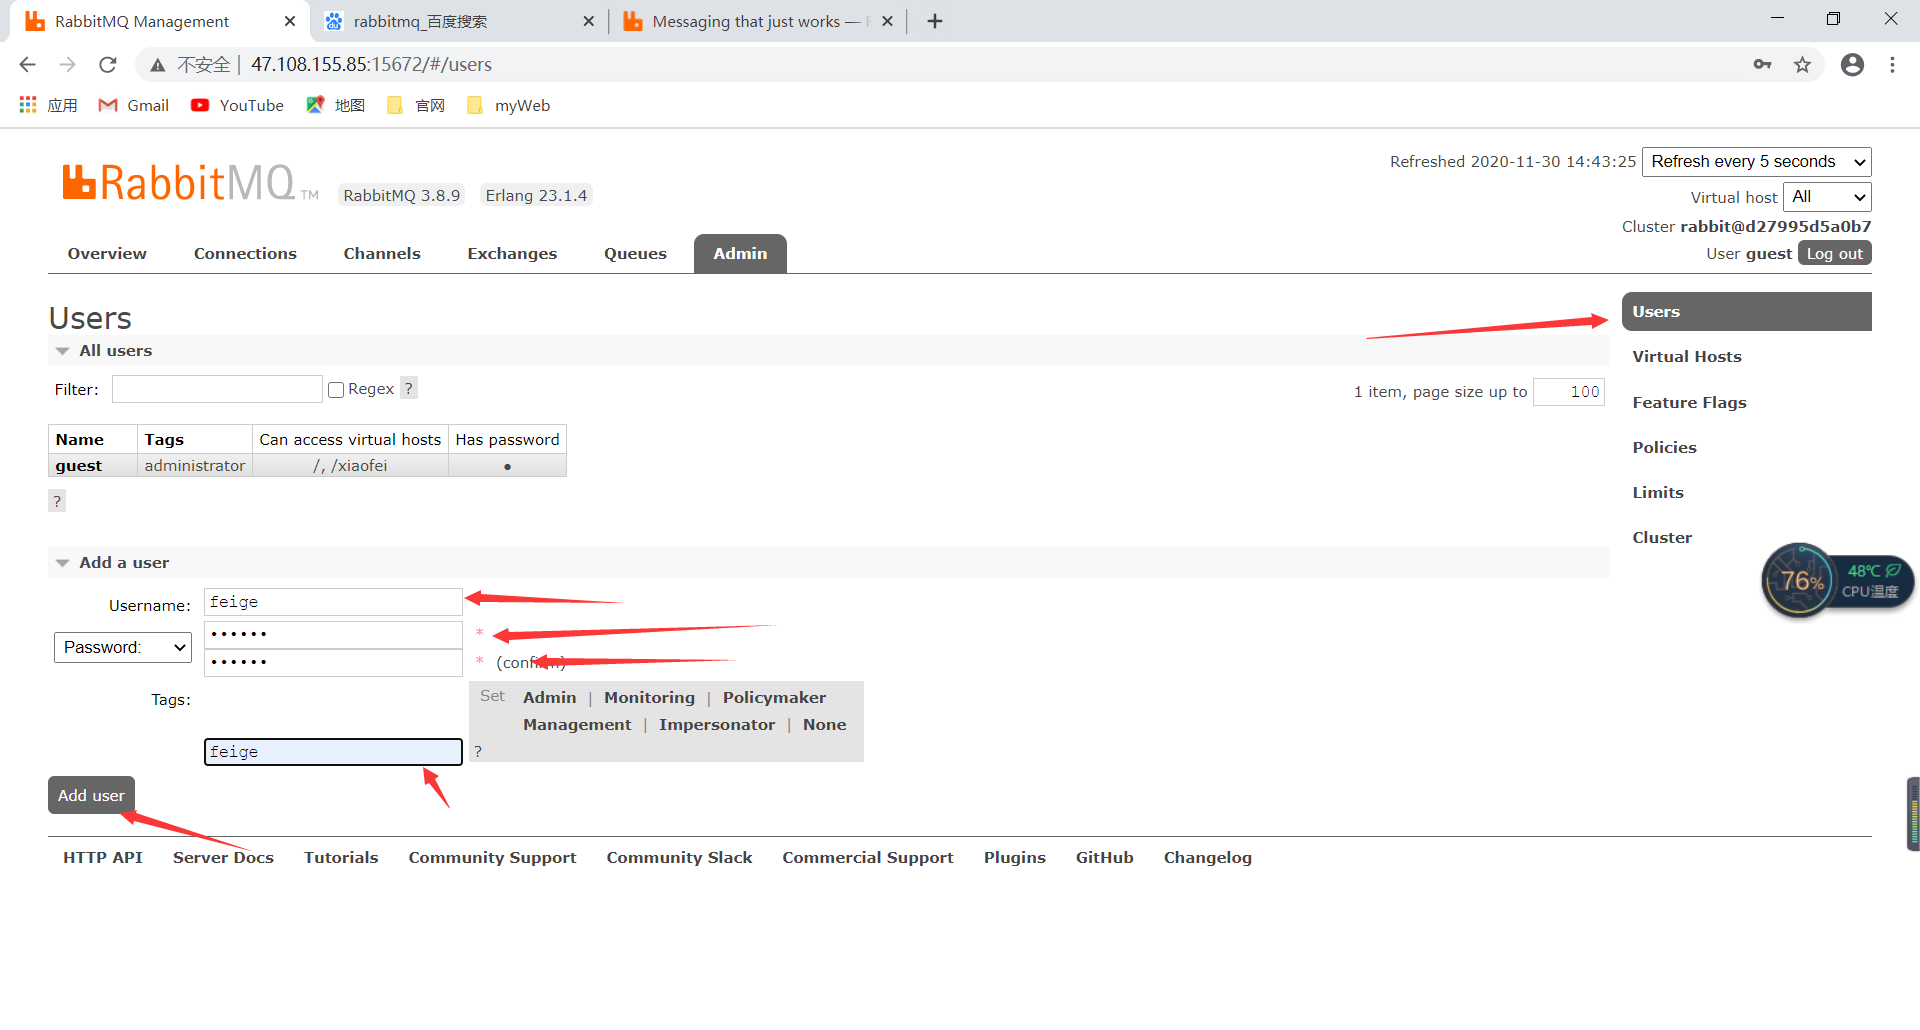 RabbitMQ Management
rabbitmq_百度搜索
Messaging that just works —
不安全 | 47.108.155.85:15672/#/users
应用 Gmail YouTube 地图 官网 myWeb
RabbitMQ TM RabbitMQ 3.8.9 Erlang 23.1.4
Refreshed 2020-11-30 14:43:25 Refresh every 5 seconds
Virtual host All
Cluster rabbit@d27995d5a0b7
User guest Log out
Overview Connections Channels Exchanges Queues Admin
Users
All users
Filter: Regex ?
1 item, page size up to 100
Name Tags Can access virtual hosts Has password
guest administrator /, /xiaofei ●
?
Add a user
Username: feige
Password: •••••• *
•••••• * (confirm)
Tags: Set Admin | Monitoring | Policymaker
Management | Impersonator | None
feige ?
Add user
Users
Virtual Hosts
Feature Flags
Policies
Limits
Cluster
76% 48℃
CPU温度
HTTP API Server Docs Tutorials Community Support Community Slack Commercial Support Plugins GitHub Changelog